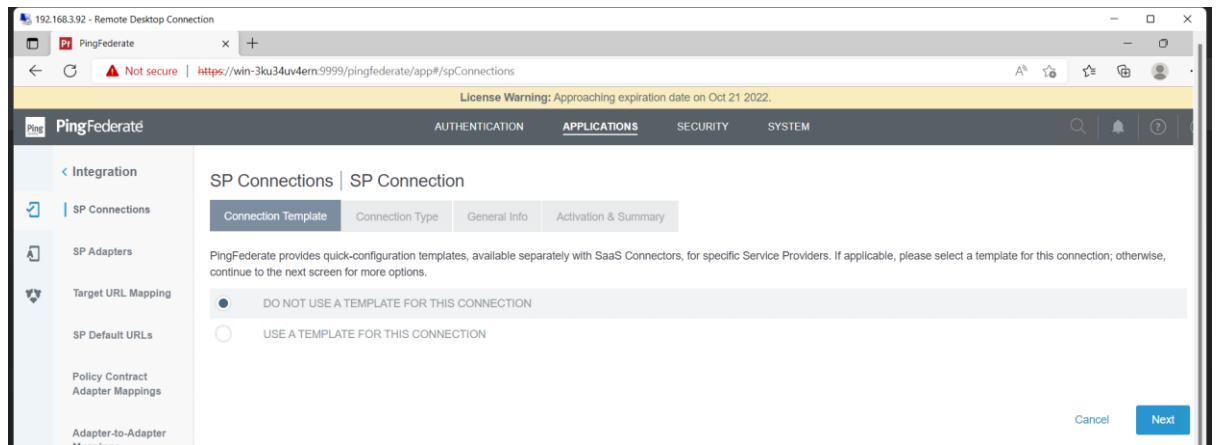 192.168.3.92 - Remote Desktop Connection
PingFederate
Not secure | https://win-3ku34uv4ern:9999/pingfederate/app#/spConnections
License Warning: Approaching expiration date on Oct 21 2022.
Ping PingFederate AUTHENTICATION APPLICATIONS SECURITY SYSTEM
< Integration
SP Connections
SP Adapters
Target URL Mapping
SP Default URLs
Policy Contract
Adapter Mappings
Adapter-to-Adapter
SP Connections | SP Connection
Connection Template Connection Type General Info Activation & Summary
PingFederate provides quick-configuration templates, available separately with SaaS Connectors, for specific Service Providers. If applicable, please select a template for this connection; otherwise,
continue to the next screen for more options.
DO NOT USE A TEMPLATE FOR THIS CONNECTION
USE A TEMPLATE FOR THIS CONNECTION
Cancel Next